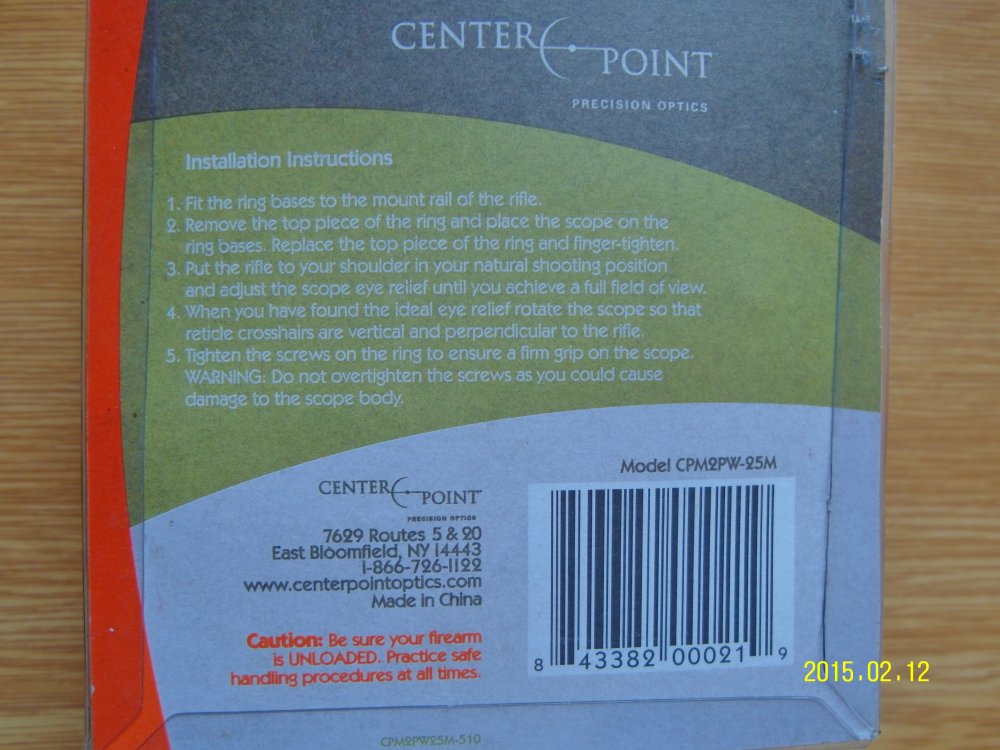 CENTER POINT
PRECISION OPTICS
Installation Instructions
1. Fit the ring bases to the mount rail of the rifle.
2. Remove the top piece of the ring and place the scope on the
ring bases. Replace the top piece of the ring and finger-tighten.
3. Put the rifle to your shoulder in your natural shooting position
and adjust the scope eye relief until you achieve a full field of view.
4. When you have found the ideal eye relief rotate the scope so that
reticle crosshairs are vertical and perpendicular to the rifle.
5. Tighten the screws on the ring to ensure a firm grip on the scope.
WARNING: Do not overtighten the screws as you could cause
damage to the scope body.
Model CPM2PW-25M
CENTER POINT
PRECISION OPTICS
7629 Routes 5 & 20
East Bloomfield, NY 14443
1-866-726-1122
www.centerpointoptics.com
Made in China
Caution: Be sure your firearm
is UNLOADED. Practice safe
handling procedures at all times.
8 43382 00021 9
2015.02.12
CPM2PW25M-510